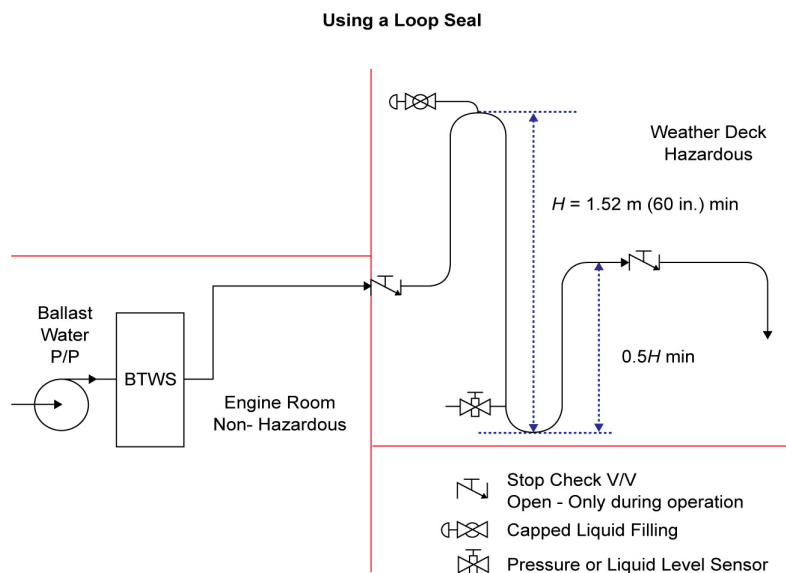 Using a Loop Seal
Weather Deck
Hazardous
H = 1.52 m (60 in.) min
Ballast
Water
P/P
BTWS
0.5H min
Engine Room
Non- Hazardous
Stop Check V/V
Open - Only during operation
Capped Liquid Filling
Pressure or Liquid Level Sensor